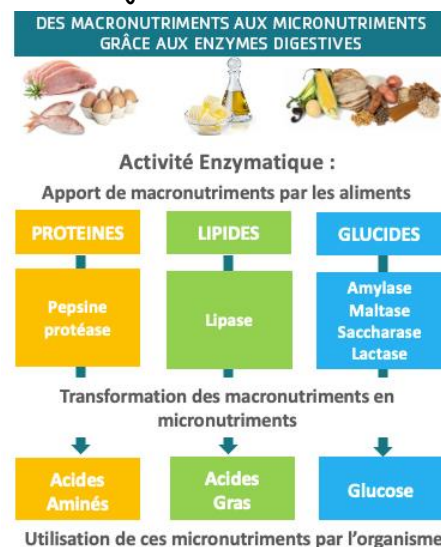 DES MACRONUTRIMENTS AUX MICRONUTRIMENTS
GRÂCE AUX ENZYMES DIGESTIVES
Activité Enzymatique :
Apport de macronutriments par les aliments
PROTEINES
LIPIDES
GLUCIDES
Pepsine
protéase
Lipase
Amylase
Maltase
Saccharase
Lactase
Transformation des macronutriments en
micronutriments
Acides
Aminés
Acides
Gras
Glucose
Utilisation de ces micronutriments par l'organisme